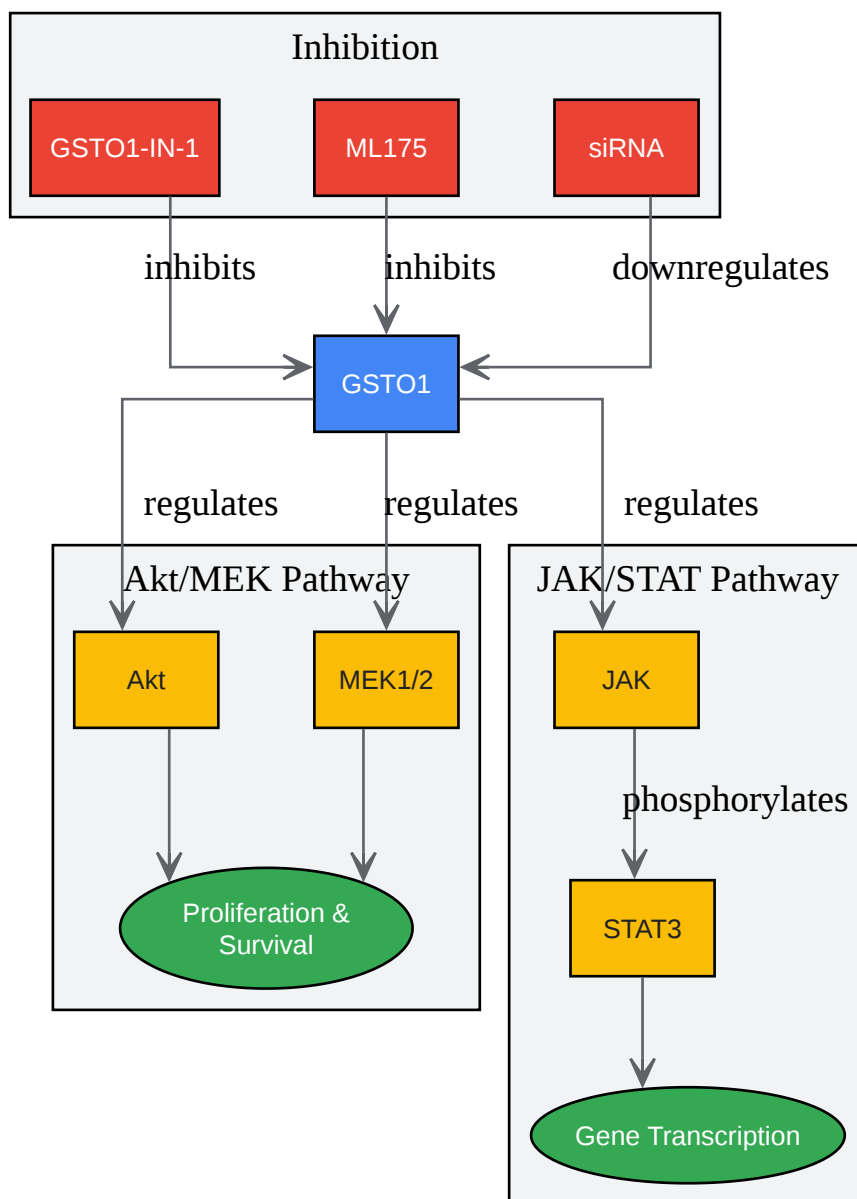 Inhibition
GSTO1-IN-1
ML175
siRNA
inhibits
inhibits
downregulates
GSTO1
regulates
regulates
regulates
Akt/MEK Pathway
JAK/STAT Pathway
Akt
MEK1/2
JAK
phosphorylates
Proliferation &
Survival
STAT3
Gene Transcription